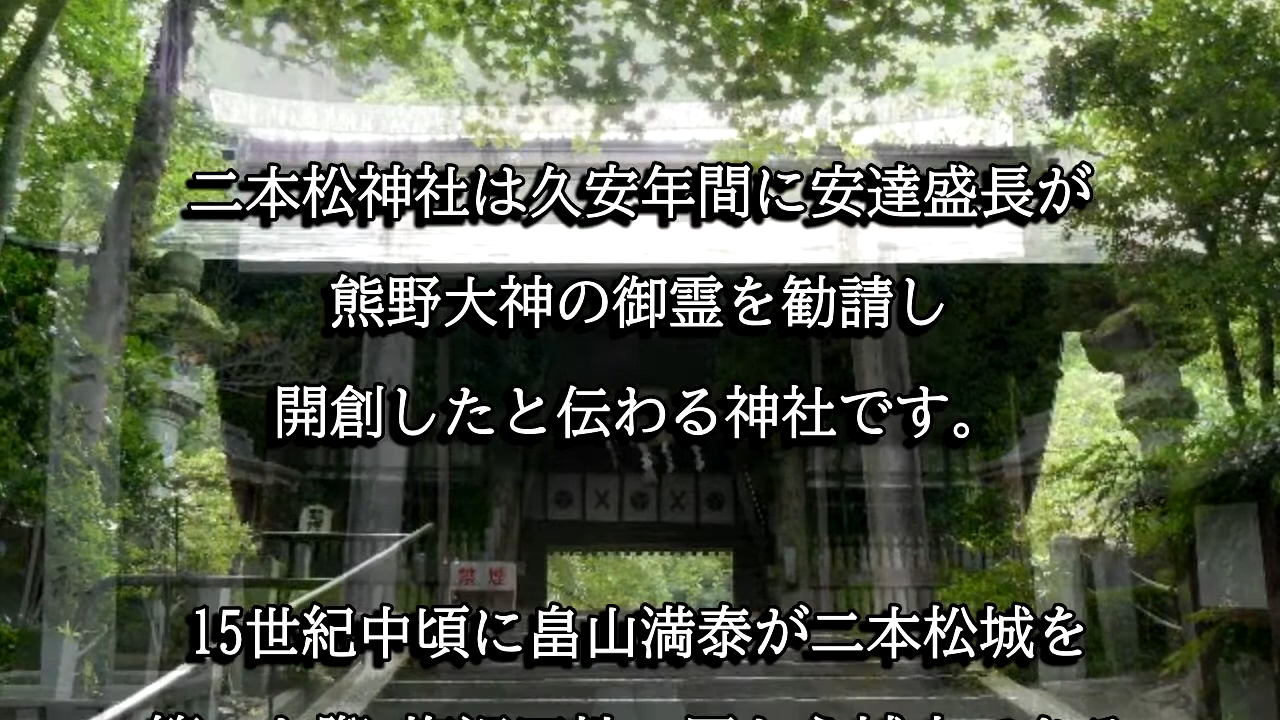 二本松神社は久安年間に安達盛長が
熊野大神の御霊を勧請し
開創したと伝わる神社です。
禁煙
15世紀中頃に畠山満泰が二本松城を